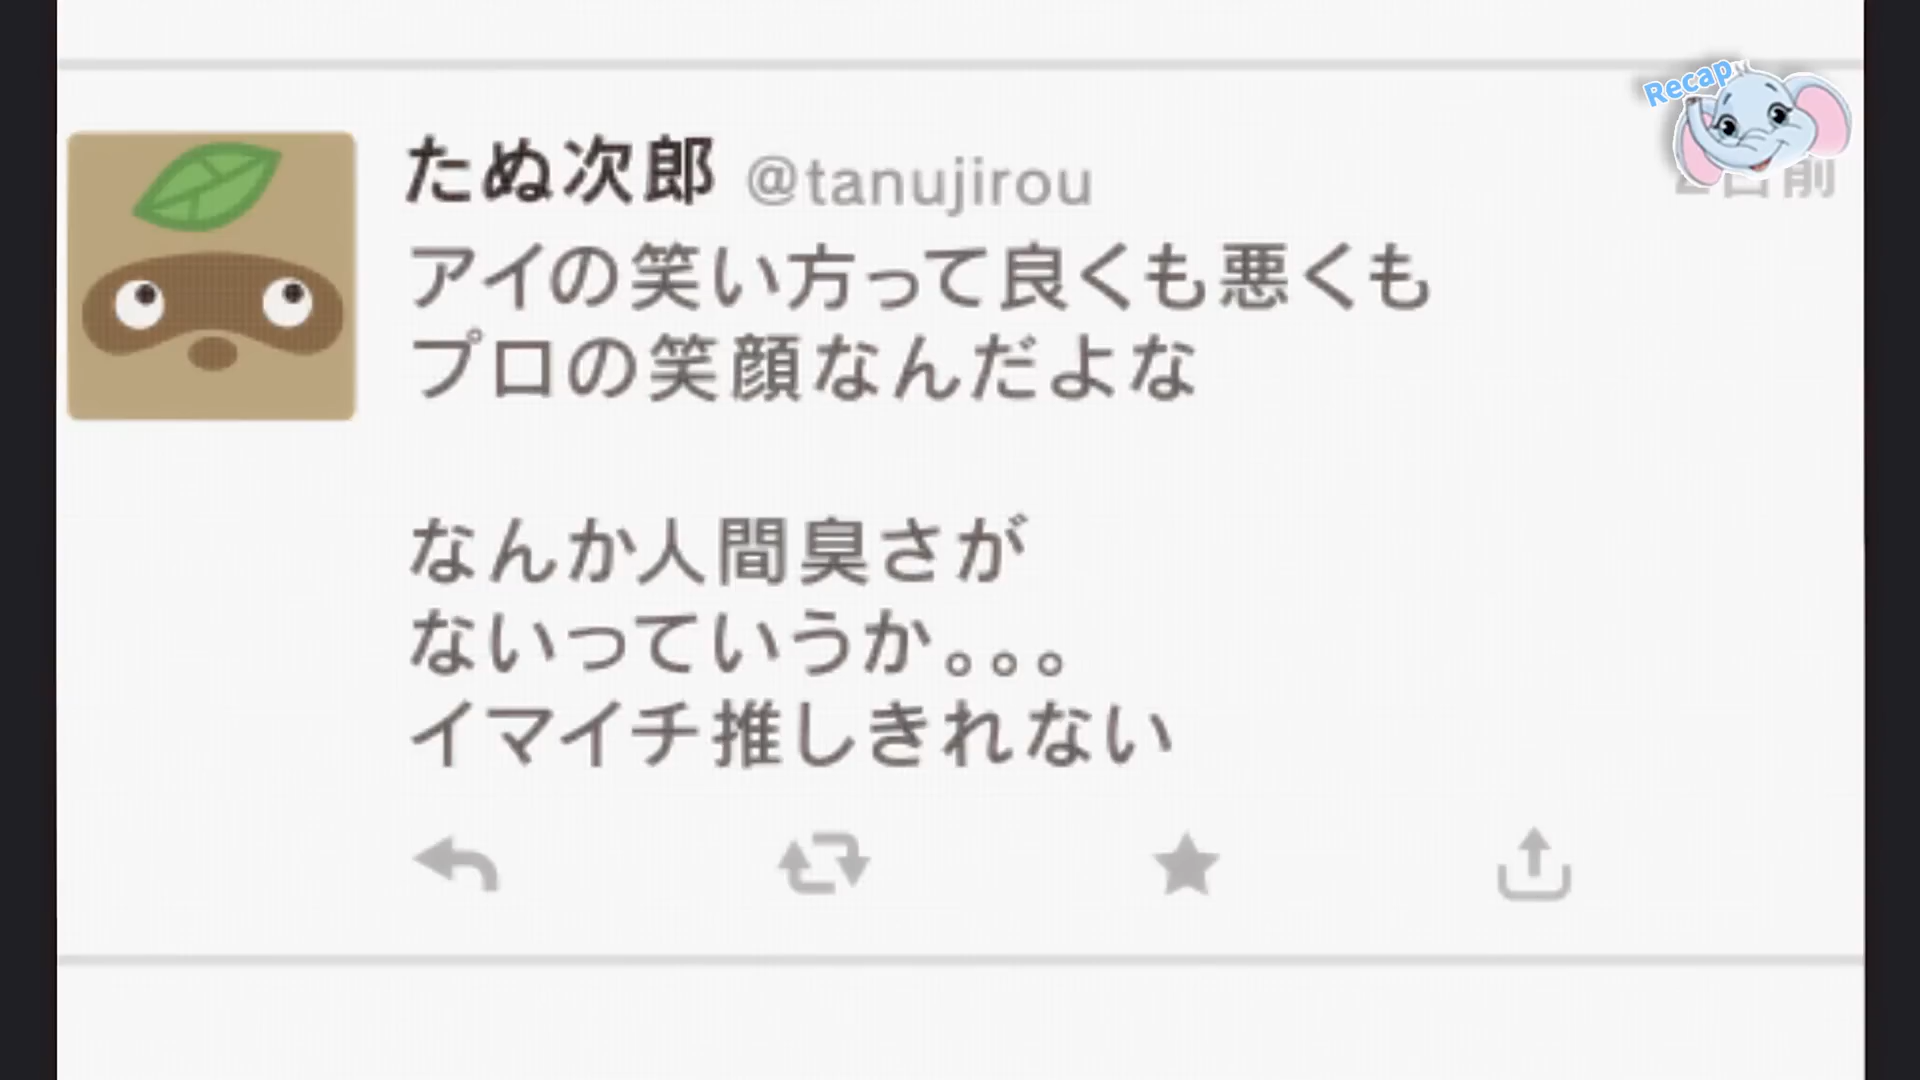 Recap
たぬ次郎 @tanujirou
アイの笑い方って良くも悪くも
プロの笑顔なんだよな
なんか人間臭さが
ないっていうか。。。
イマイチ推しきれない